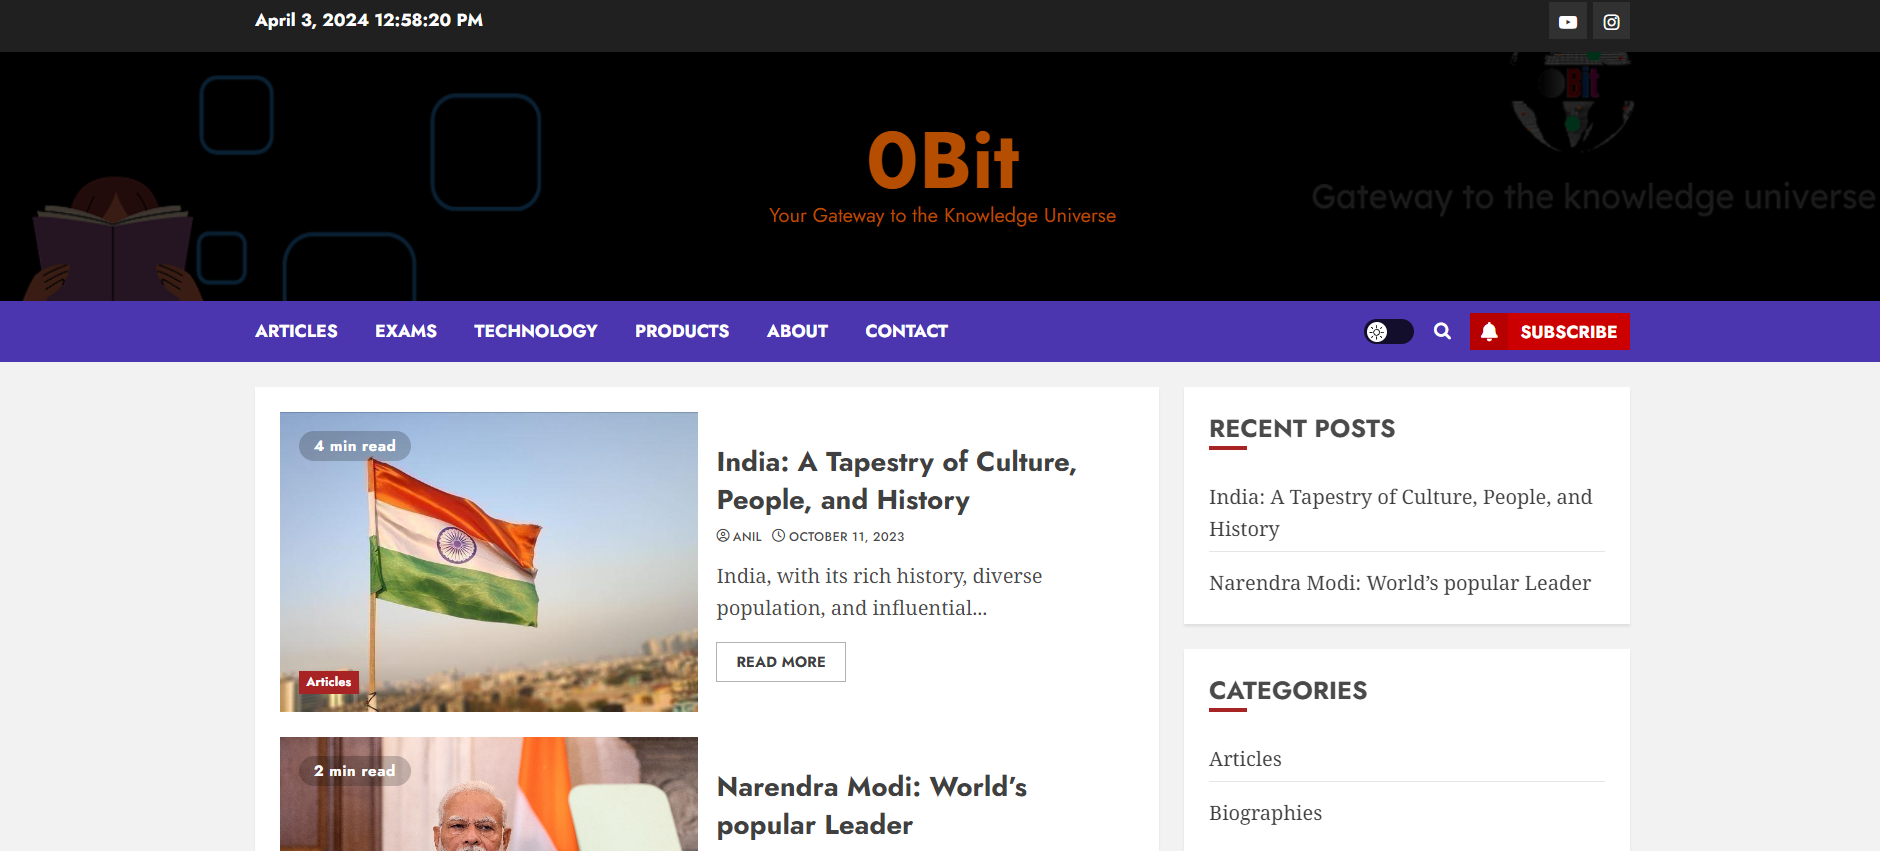 April 3, 2024 12:58:20 PM
Bit
0Bit
Gateway to the knowledge universe
Your Gateway to the Knowledge Universe
ARTICLES EXAMS TECHNOLOGY PRODUCTS ABOUT CONTACT SUBSCRIBE
4 min read
Articles
India: A Tapestry of Culture,
People, and History
ANIL OCTOBER 11, 2023
India, with its rich history, diverse
population, and influential...
READ MORE
2 min read
Narendra Modi: World’s
popular Leader
RECENT POSTS
India: A Tapestry of Culture, People, and
History
Narendra Modi: World’s popular Leader
CATEGORIES
Articles
Biographies